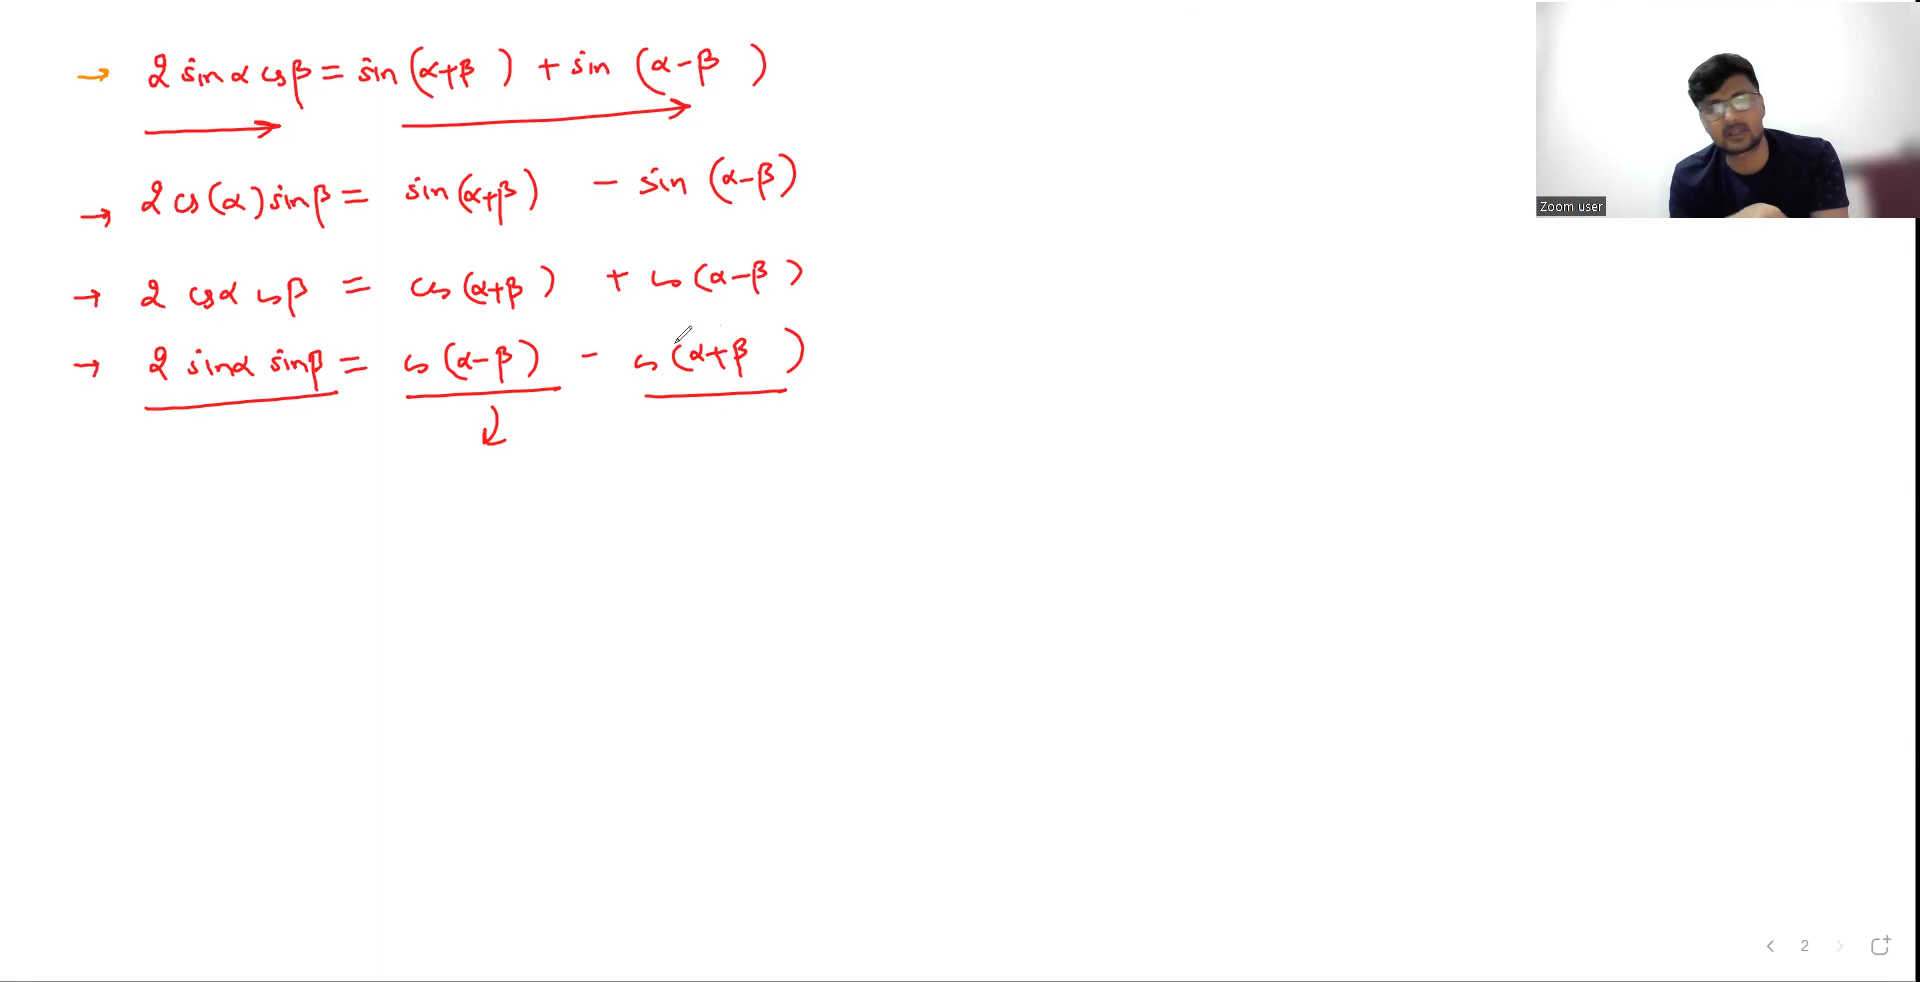 → 2 sin α cos β = sin (α+β) + sin (α-β)
→ 2 cos (α) sin β = sin (α+β) - sin (α-β)
→ 2 cos α cos β = cos (α+β) + cos (α-β)
→ 2 sin α sin β = cos (α-β) - cos (α+β)
Zoom user
2